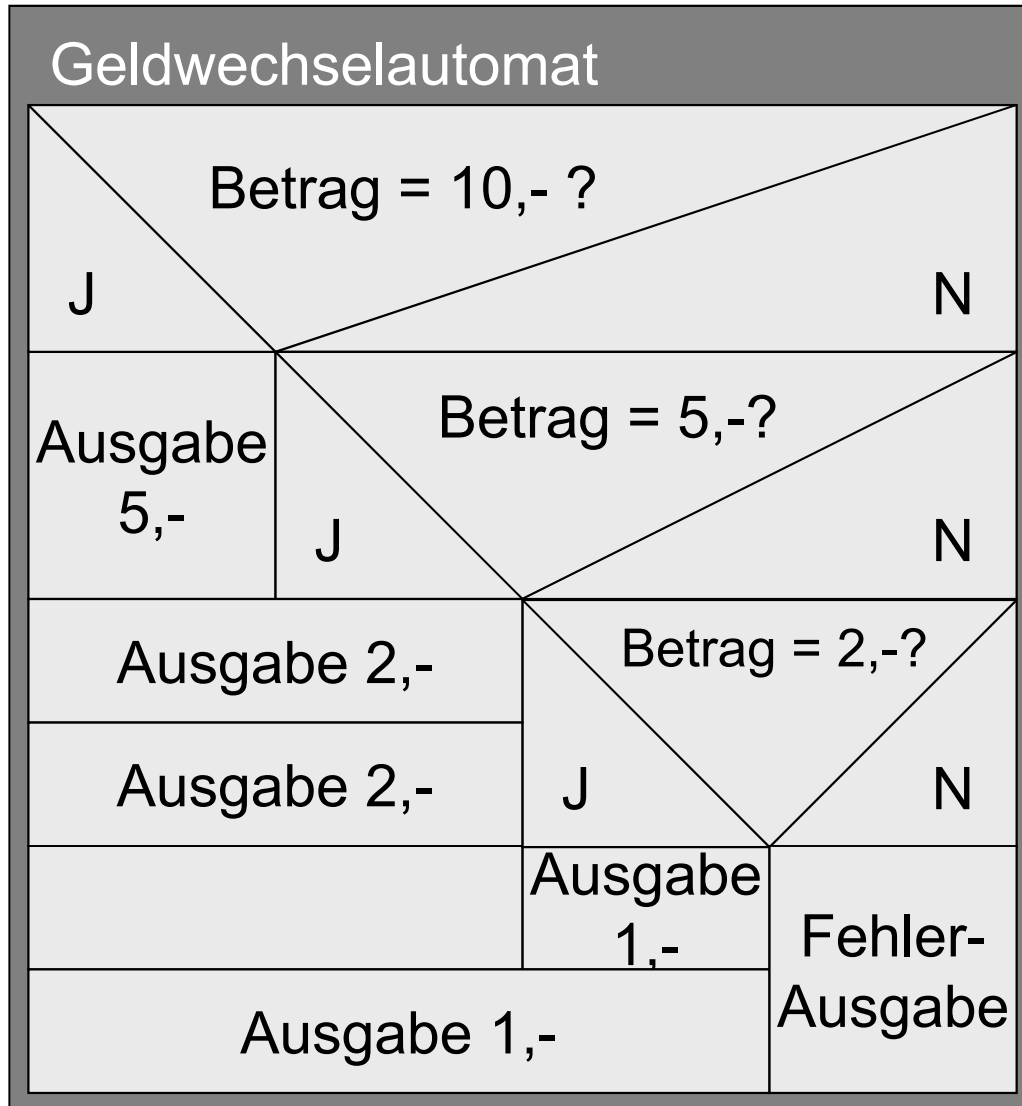 Geldwechselautomat
Betrag = 10,- ?
J
N
Ausgabe
5,-
Betrag = 5,-?
J
N
Ausgabe 2,-
Betrag = 2,-?
Ausgabe 2,-
J
N
Ausgabe
1,-
Fehler-
Ausgabe
Ausgabe 1,-